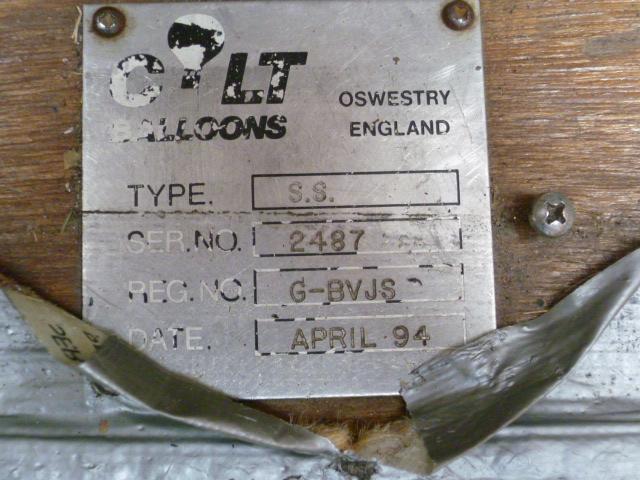 COLT
BALLOONS
OSWESTRY
ENGLAND
TYPE. S.S.
SER.NO. 2487
REG.NO. G-BVJS
DATE. APRIL 94